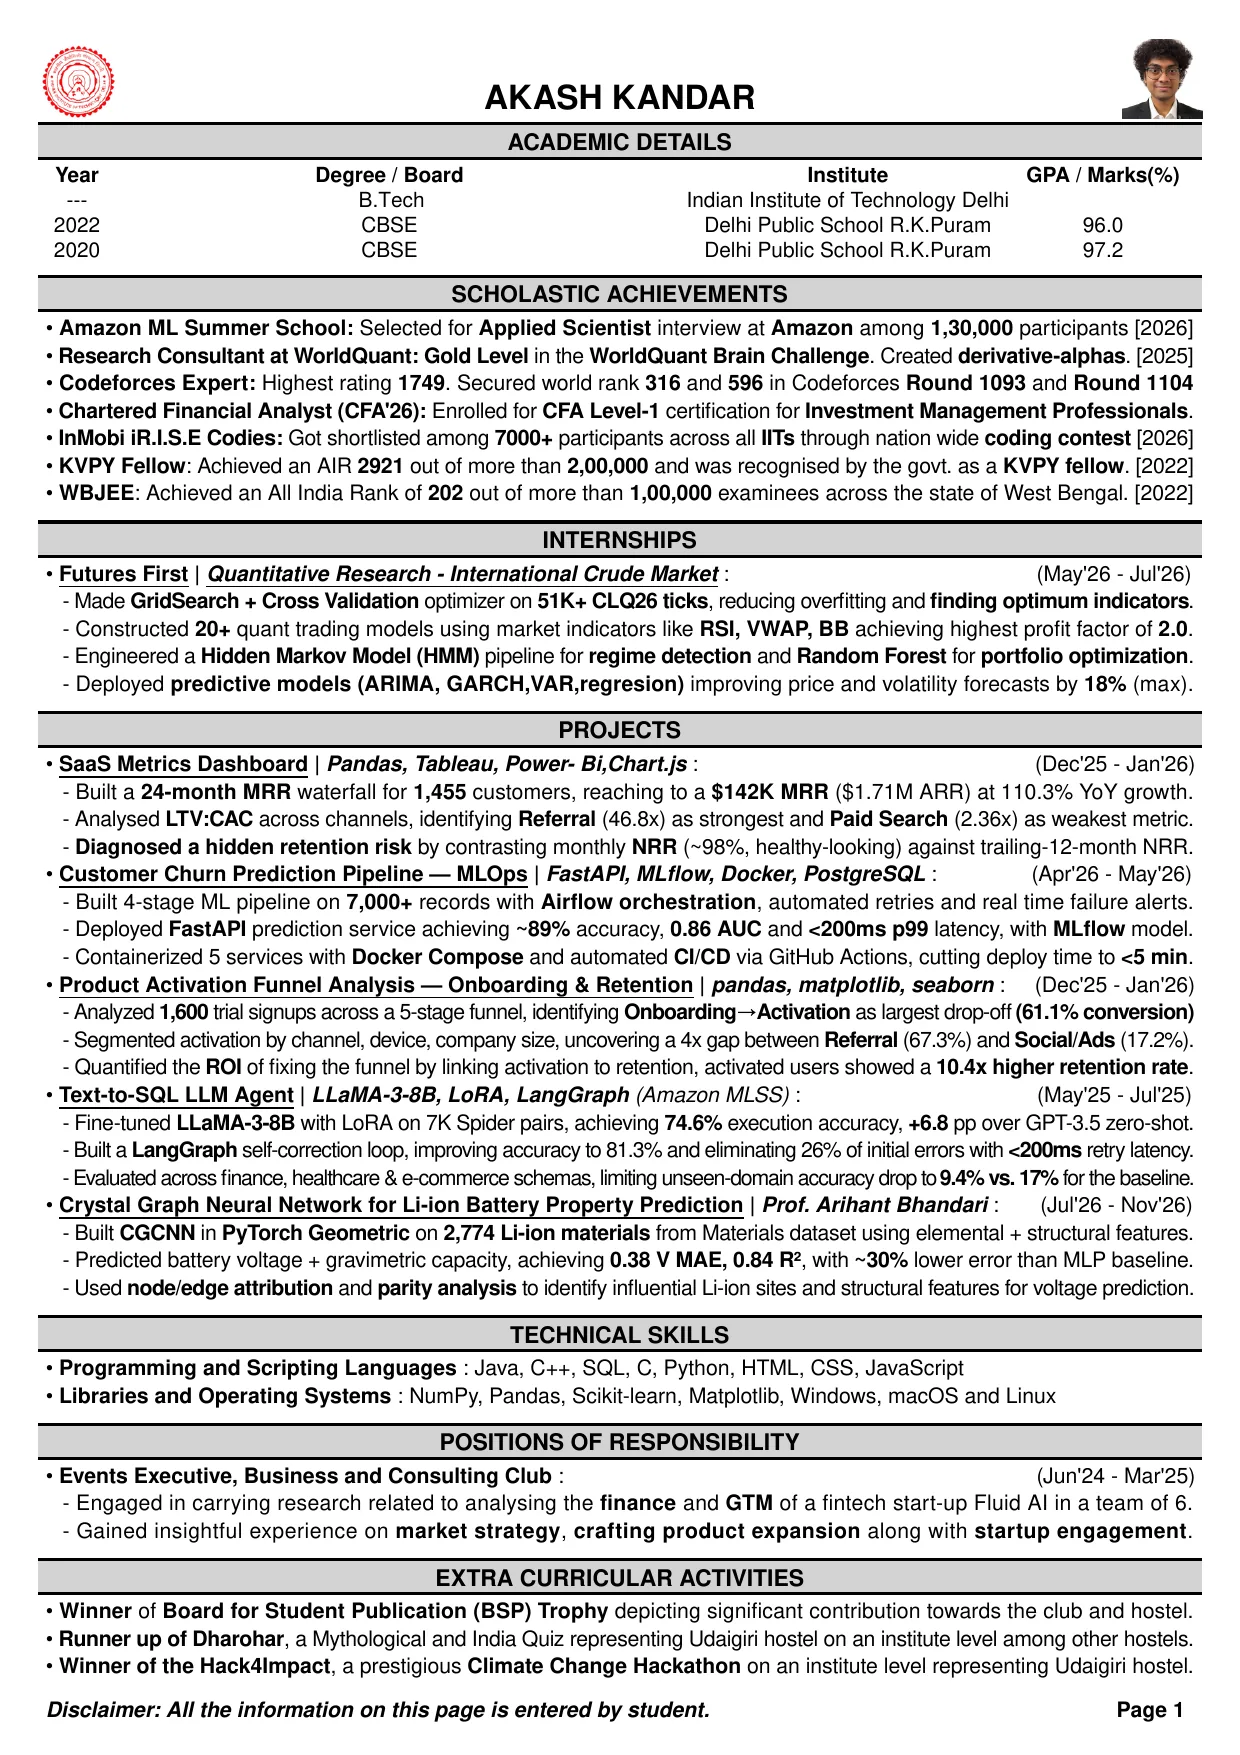 AKASH KANDAR
ACADEMIC DETAILS
Year Degree / Board Institute GPA / Marks(%)
--- B.Tech Indian Institute of Technology Delhi
2022 CBSE Delhi Public School R.K.Puram 96.0
2020 CBSE Delhi Public School R.K.Puram 97.2
SCHOLASTIC ACHIEVEMENTS
• Amazon ML Summer School: Selected for Applied Scientist interview at Amazon among 1,30,000 participants [2026]
• Research Consultant at WorldQuant: Gold Level in the WorldQuant Brain Challenge. Created derivative-alphas. [2025]
• Codeforces Expert: Highest rating 1749. Secured world rank 316 and 596 in Codeforces Round 1093 and Round 1104
• Chartered Financial Analyst (CFA'26): Enrolled for CFA Level-1 certification for Investment Management Professionals.
• InMobi iR.I.S.E Codies: Got shortlisted among 7000+ participants across all IITs through nation wide coding contest [2026]
• KVPY Fellow: Achieved an AIR 2921 out of more than 2,00,000 and was recognised by the govt. as a KVPY fellow. [2022]
• WBJEE: Achieved an All India Rank of 202 out of more than 1,00,000 examinees across the state of West Bengal. [2022]
INTERNSHIPS
• Futures First | Quantitative Research - International Crude Market : (May'26 - Jul'26)
- Made GridSearch + Cross Validation optimizer on 51K+ CLQ26 ticks, reducing overfitting and finding optimum indicators.
- Constructed 20+ quant trading models using market indicators like RSI, VWAP, BB achieving highest profit factor of 2.0.
- Engineered a Hidden Markov Model (HMM) pipeline for regime detection and Random Forest for portfolio optimization.
- Deployed predictive models (ARIMA, GARCH,VAR,regresion) improving price and volatility forecasts by 18% (max).
PROJECTS
• SaaS Metrics Dashboard | Pandas, Tableau, Power- Bi,Chart.js : (Dec'25 - Jan'26)
- Built a 24-month MRR waterfall for 1,455 customers, reaching to a $142K MRR ($1.71M ARR) at 110.3% YoY growth.
- Analysed LTV:CAC across channels, identifying Referral (46.8x) as strongest and Paid Search (2.36x) as weakest metric.
- Diagnosed a hidden retention risk by contrasting monthly NRR (~98%, healthy-looking) against trailing-12-month NRR.
• Customer Churn Prediction Pipeline — MLOps | FastAPI, MLflow, Docker, PostgreSQL : (Apr'26 - May'26)
- Built 4-stage ML pipeline on 7,000+ records with Airflow orchestration, automated retries and real time failure alerts.
- Deployed FastAPI prediction service achieving ~89% accuracy, 0.86 AUC and <200ms p99 latency, with MLflow model.
- Containerized 5 services with Docker Compose and automated CI/CD via GitHub Actions, cutting deploy time to <5 min.
• Product Activation Funnel Analysis — Onboarding & Retention | pandas, matplotlib, seaborn : (Dec'25 - Jan'26)
- Analyzed 1,600 trial signups across a 5-stage funnel, identifying Onboarding→Activation as largest drop-off (61.1% conversion)
- Segmented activation by channel, device, company size, uncovering a 4x gap between Referral (67.3%) and Social/Ads (17.2%).
- Quantified the ROI of fixing the funnel by linking activation to retention, activated users showed a 10.4x higher retention rate.
• Text-to-SQL LLM Agent | LLaMA-3-8B, LoRA, LangGraph (Amazon MLSS) : (May'25 - Jul'25)
- Fine-tuned LLaMA-3-8B with LoRA on 7K Spider pairs, achieving 74.6% execution accuracy, +6.8 pp over GPT-3.5 zero-shot.
- Built a LangGraph self-correction loop, improving accuracy to 81.3% and eliminating 26% of initial errors with <200ms retry latency.
- Evaluated across finance, healthcare & e-commerce schemas, limiting unseen-domain accuracy drop to 9.4% vs. 17% for the baseline.
• Crystal Graph Neural Network for Li-ion Battery Property Prediction | Prof. Arihant Bhandari : (Jul'26 - Nov'26)
- Built CGCNN in PyTorch Geometric on 2,774 Li-ion materials from Materials dataset using elemental + structural features.
- Predicted battery voltage + gravimetric capacity, achieving 0.38 V MAE, 0.84 R², with ~30% lower error than MLP baseline.
- Used node/edge attribution and parity analysis to identify influential Li-ion sites and structural features for voltage prediction.
TECHNICAL SKILLS
• Programming and Scripting Languages : Java, C++, SQL, C, Python, HTML, CSS, JavaScript
• Libraries and Operating Systems : NumPy, Pandas, Scikit-learn, Matplotlib, Windows, macOS and Linux
POSITIONS OF RESPONSIBILITY
• Events Executive, Business and Consulting Club : (Jun'24 - Mar'25)
- Engaged in carrying research related to analysing the finance and GTM of a fintech start-up Fluid AI in a team of 6.
- Gained insightful experience on market strategy, crafting product expansion along with startup engagement.
EXTRA CURRICULAR ACTIVITIES
• Winner of Board for Student Publication (BSP) Trophy depicting significant contribution towards the club and hostel.
• Runner up of Dharohar, a Mythological and India Quiz representing Udaigiri hostel on an institute level among other hostels.
• Winner of the Hack4Impact, a prestigious Climate Change Hackathon on an institute level representing Udaigiri hostel.
Disclaimer: All the information on this page is entered by student. Page 1